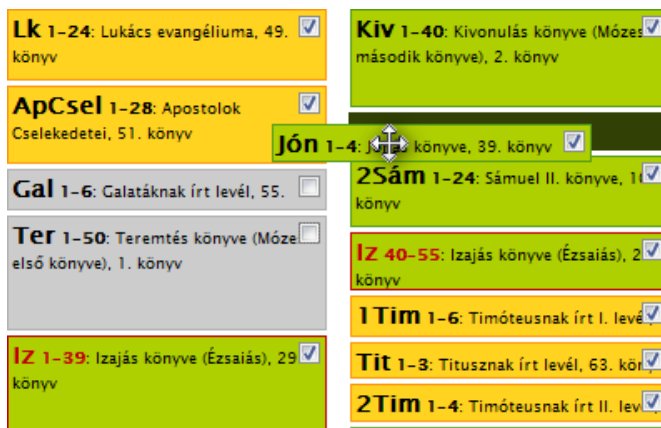 Lk 1-24: Lukács evangéliuma, 49.
könyv
ApCsel 1-28: Apostolok
Cselekedetei, 51. könyv
Gal 1-6: Galatáknak írt levél, 55.
Ter 1-50: Teremtés könyve (Móze
első könyve), 1. könyv
Iz 1-39: Izajás könyve (Ézsaiás), 29
könyv
Kiv 1-40: Kivonulás könyve (Mózes
második könyve), 2. könyv
Jón 1-4: könyve, 39. könyv
2Sám 1-24: Sámuel II. könyve, 1
könyv
Iz 40-55: Izajás könyve (Ézsaiás), 2
könyv
1Tim 1-6: Timóteusnak írt I. levé
Tit 1-3: Titusznak írt levél, 63. kö
2Tim 1-4: Timóteusnak írt II. lev